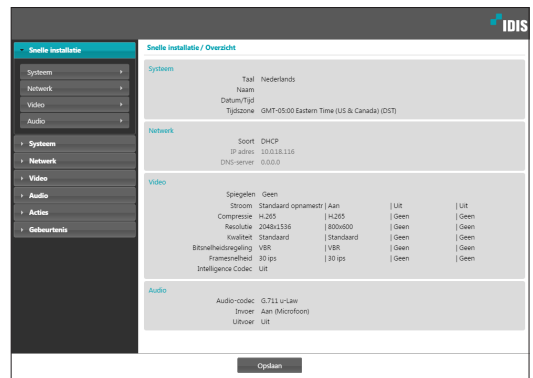 IDIS
Snelle installatie
Systeem
Netwerk
Video
Audio
Systeem
Netwerk
Video
Audio
Acties
Gebeurtenis
Snelle installatie / Overzicht
Systeem
Taal Nederlands
Naam
Datum/Tijd
Tijdszone GMT-05:00 Eastern Time (US & Canada) (DST)
Netwerk
Soort DHCP
IP adres 10.0.18.116
DNS-server 0.0.0.0
Video
Spiegelen Geen
Stroom Standaard opnamestr | Aan | Uit | Uit
Compressie H.265 | H.265 | Geen | Geen
Resolutie 2048x1536 | 800x600 | Geen | Geen
Kwaliteit Standaard | Standaard | Geen | Geen
Bitsnelheidsregeling VBR | VBR | Geen | Geen
Framesnelheid 30 ips | 30 ips | Geen | Geen
Intelligence Codec Uit
Audio
Audio-codec G.711 u-Law
Invoer Aan (Microfoon)
Uitvoer Uit
Opslaan